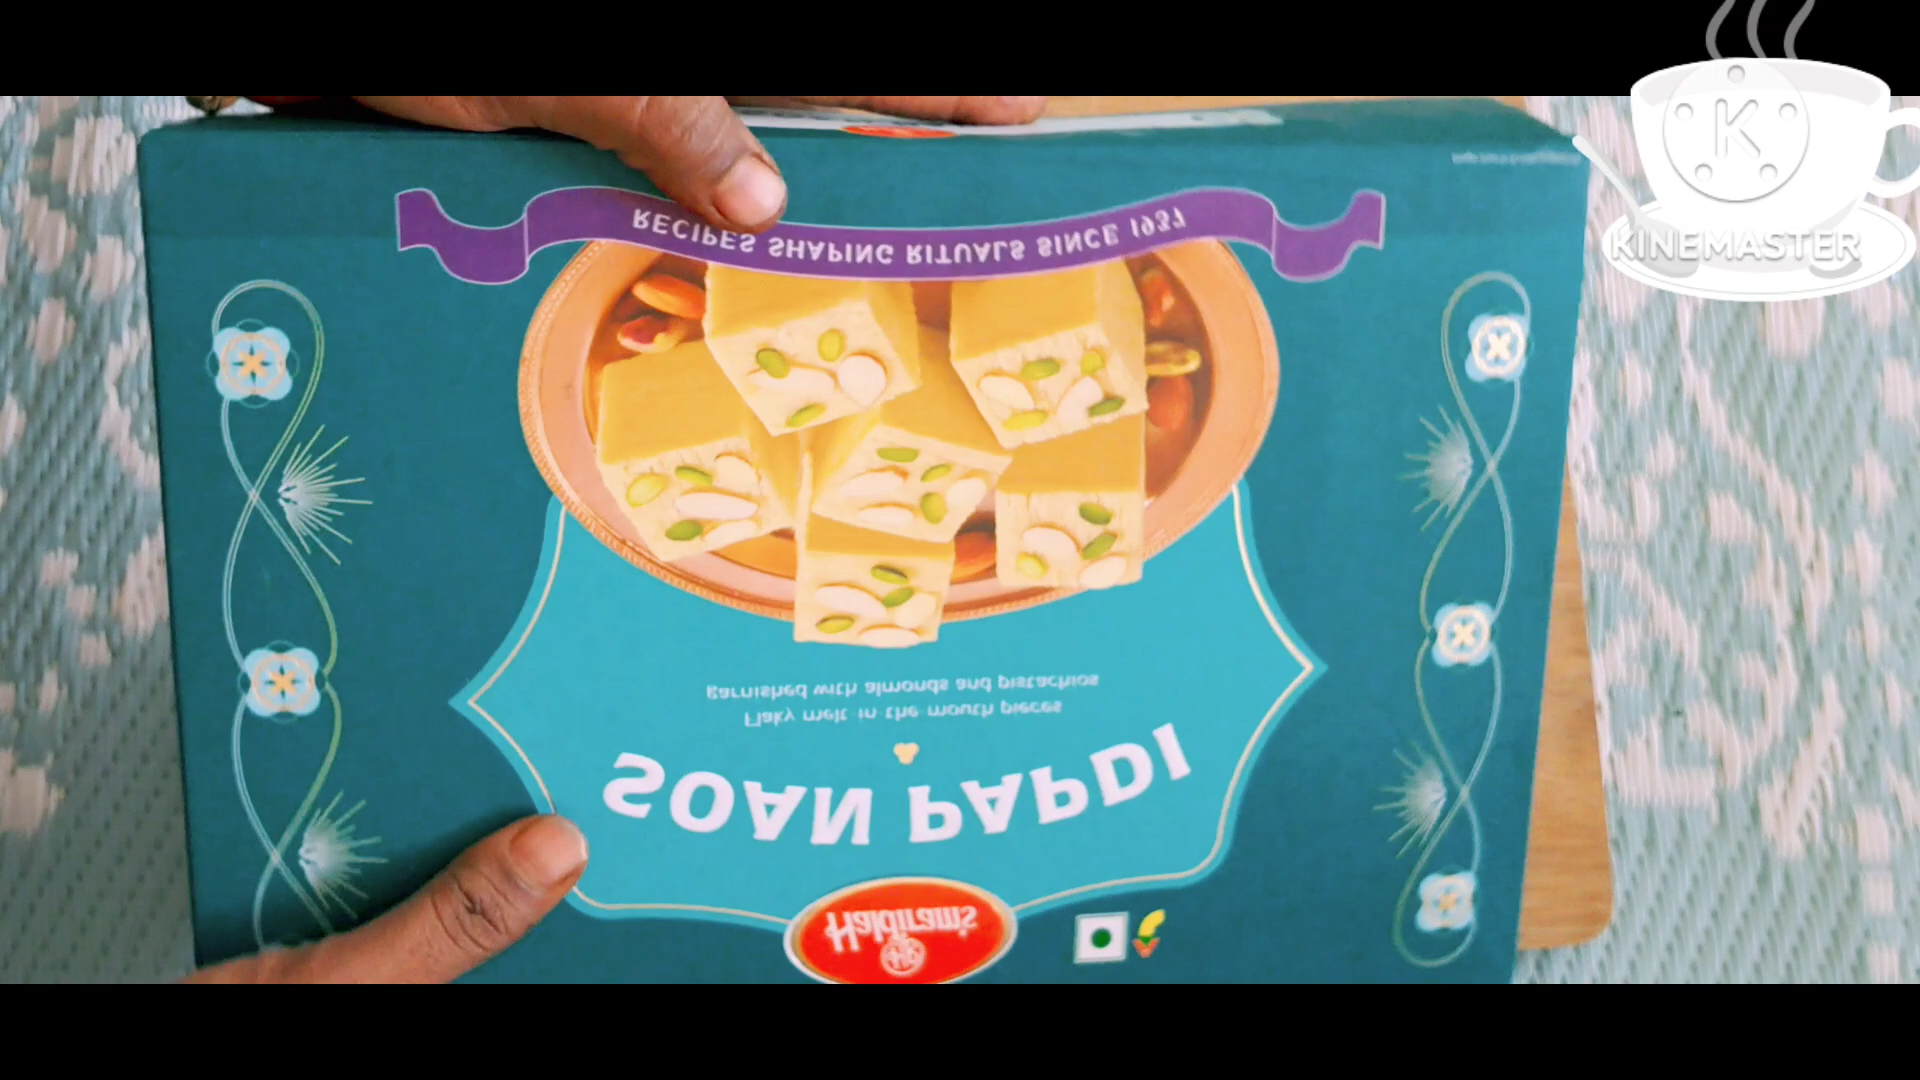 KINEMASTER
RECIPES SHAPING RITUALS SINCE 1937
garnished with almonds and pistachios
Flaky melt-in-the-mouth pieces
SOAN PAPDI
Haldiram's